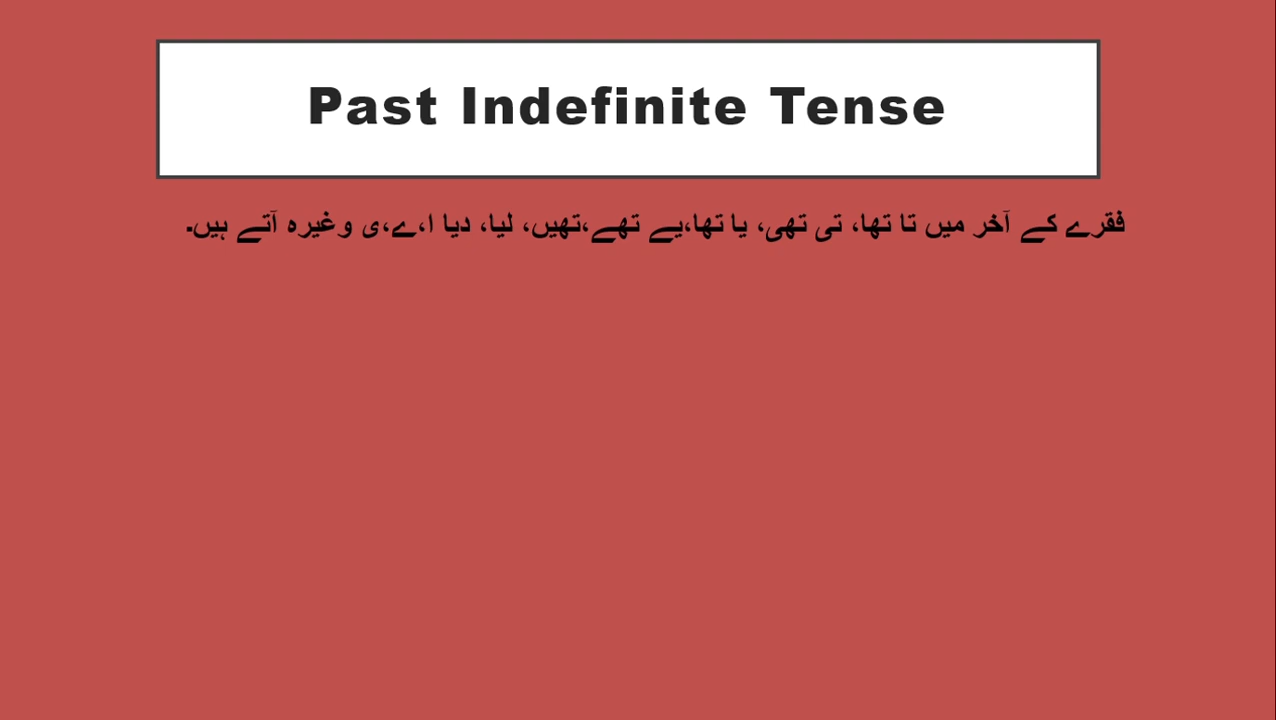 Past Indefinite Tense
فقرے کے آخر میں تا تھا، تی تھی، یا تھا،یے تھے،تھیں، لیا، دیا ا،ے،ی وغیرہ آتے ہیں۔